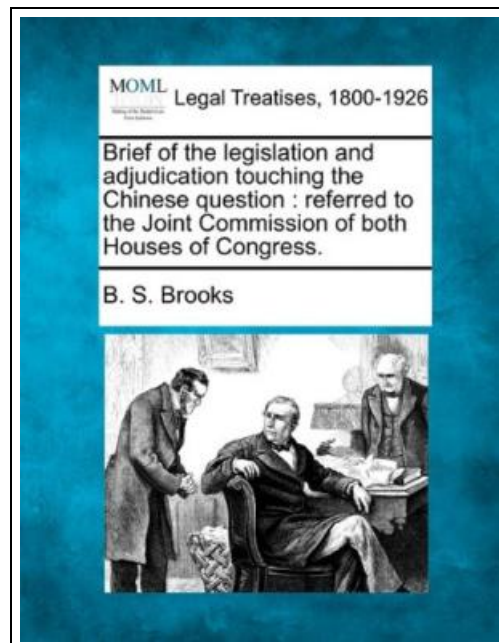 MOML
Legal Treatises, 1800-1926
Brief of the legislation and
adjudication touching the
Chinese question : referred to
the Joint Commission of both
Houses of Congress.
B. S. Brooks